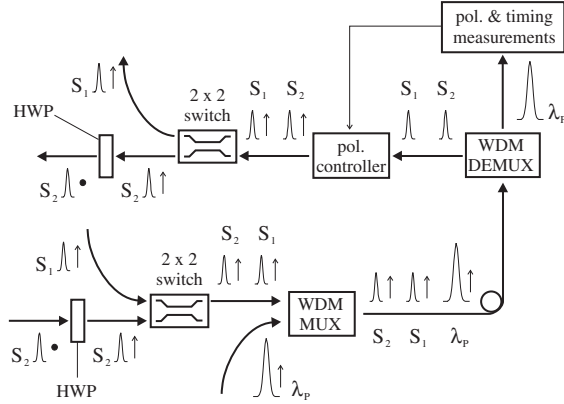 pol. & timing
measurements
S₁
2 x 2
switch
S₁ S₂
S₁ S₂
λₚ
HWP
pol.
controller
WDM
DEMUX
S₂ S₂
S₂ S₁
2 x 2
switch
S₁
WDM
MUX
S₂ S₂
S₂ S₁ λₚ
HWP
λₚ